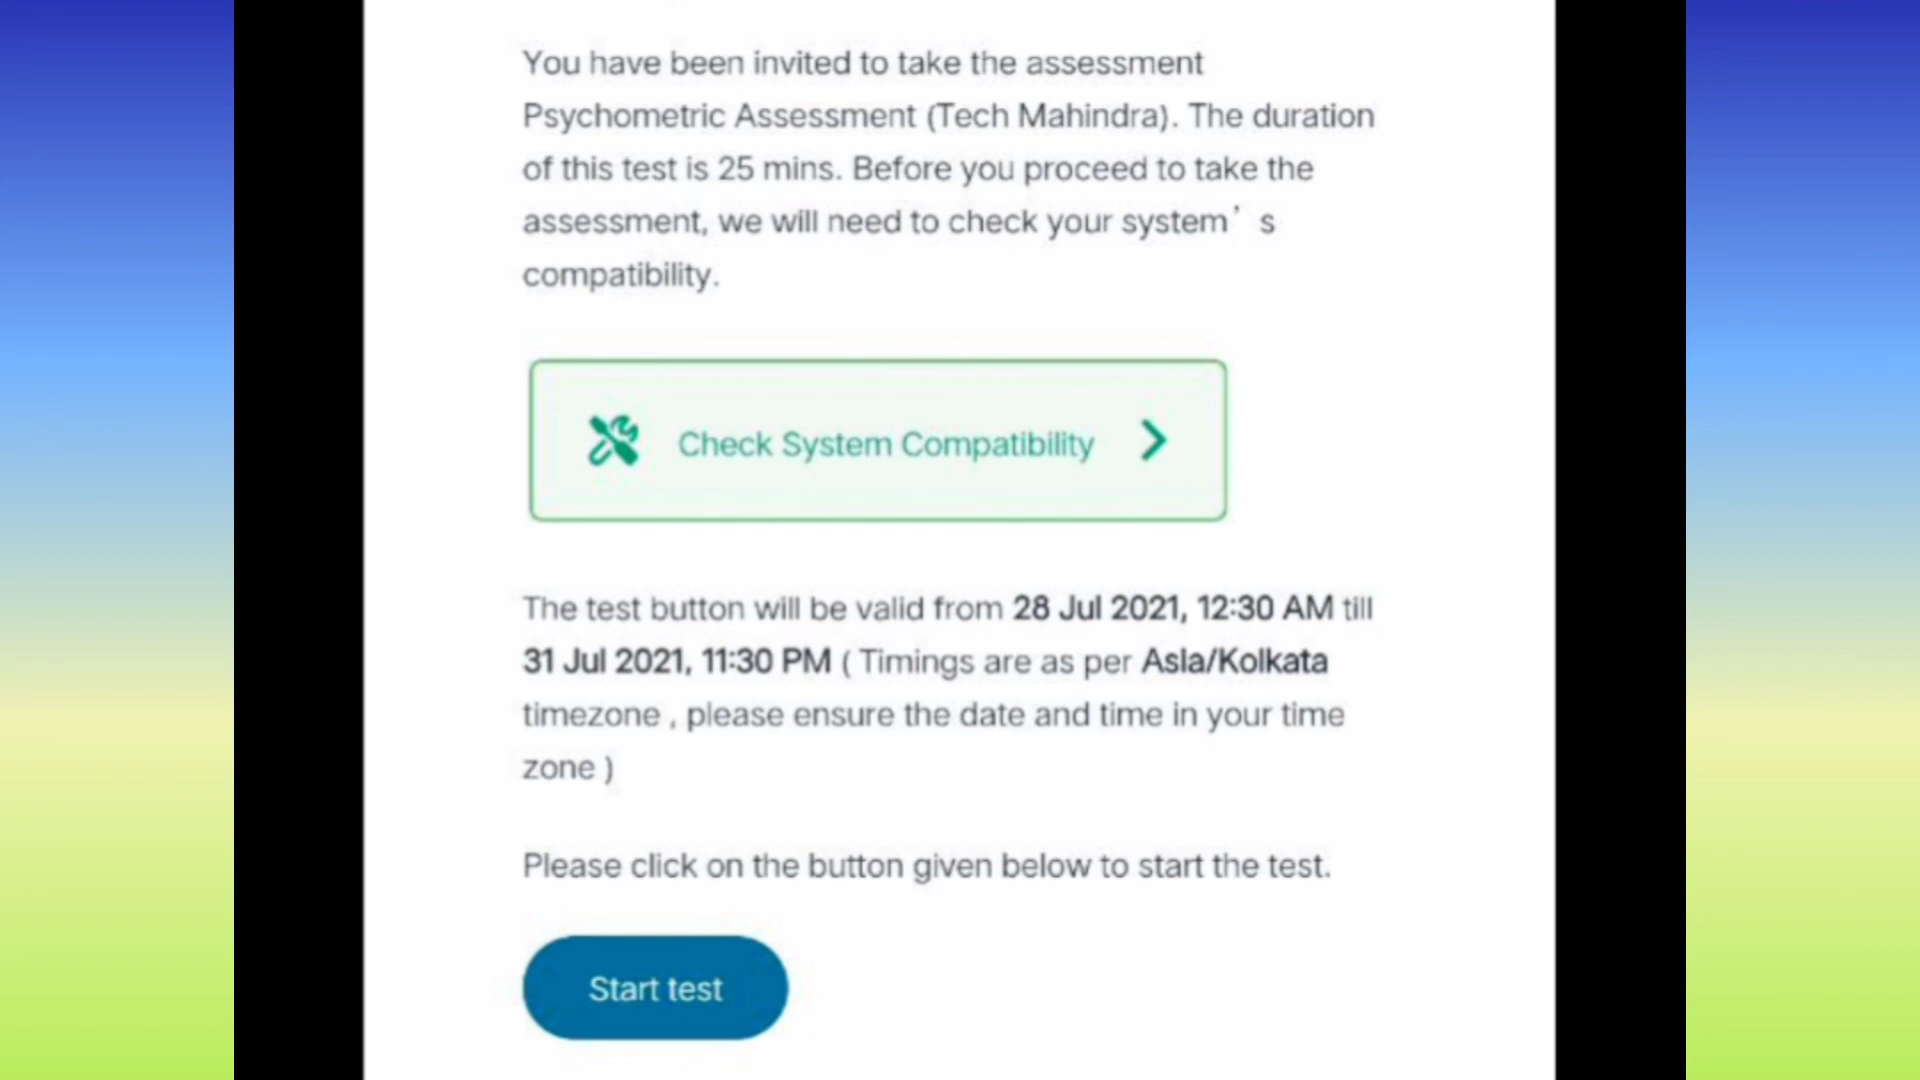 You have been invited to take the assessment
Psychometric Assessment (Tech Mahindra). The duration
of this test is 25 mins. Before you proceed to take the
assessment, we will need to check your system’ s
compatibility.
Check System Compatibility
The test button will be valid from 28 Jul 2021, 12:30 AM till
31 Jul 2021, 11:30 PM ( Timings are as per Asla/Kolkata
timezone , please ensure the date and time in your time
zone )
Please click on the button given below to start the test.
Start test